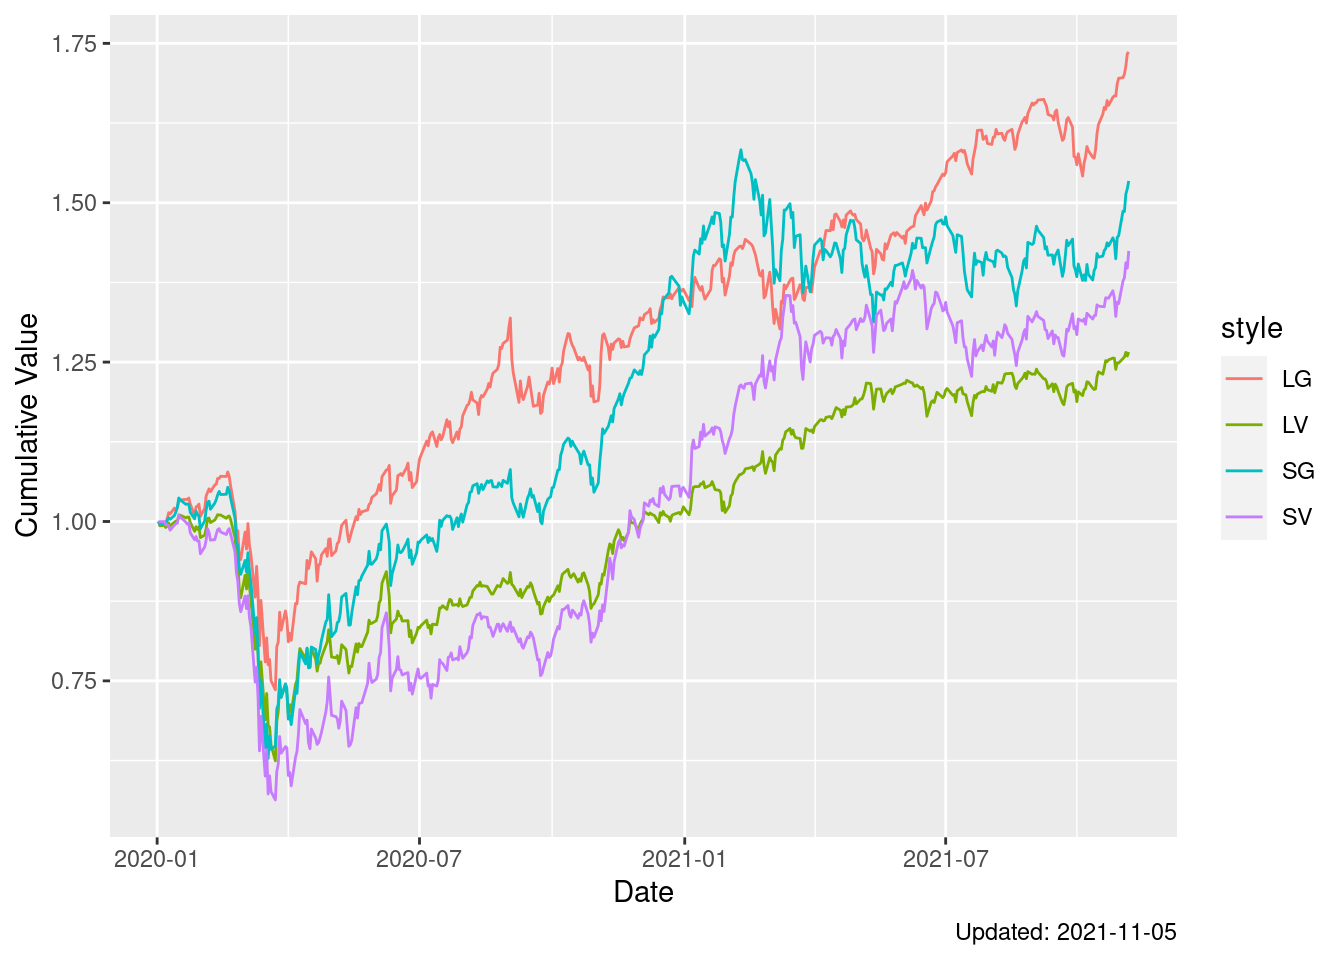 1.75
1.50
1.25
1.00
0.75
Cumulative Value
2020-01
2020-07
2021-01
2021-07
Date
style
LG
LV
SG
SV
Updated: 2021-11-05